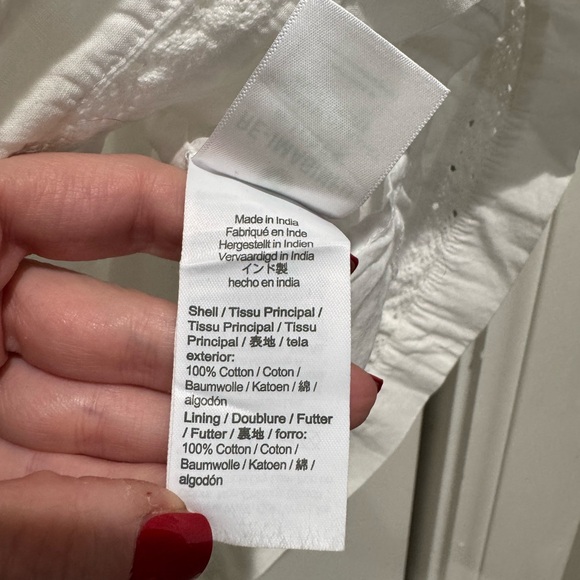 Made in India
Fabriqué en Inde
Hergestellt in Indien
Vervaardigd in India
インド製
hecho en india
Shell / Tissu Principal /
Tissu Principal / Tissu
Principal / 表地 / tela
exterior:
100% Cotton / Coton /
Baumwolle / Katoen / 綿 /
algodón
Lining / Doublure / Futter
/ Futter / 裏地 / forro:
100% Cotton / Coton /
Baumwolle / Katoen / 綿 /
algodón